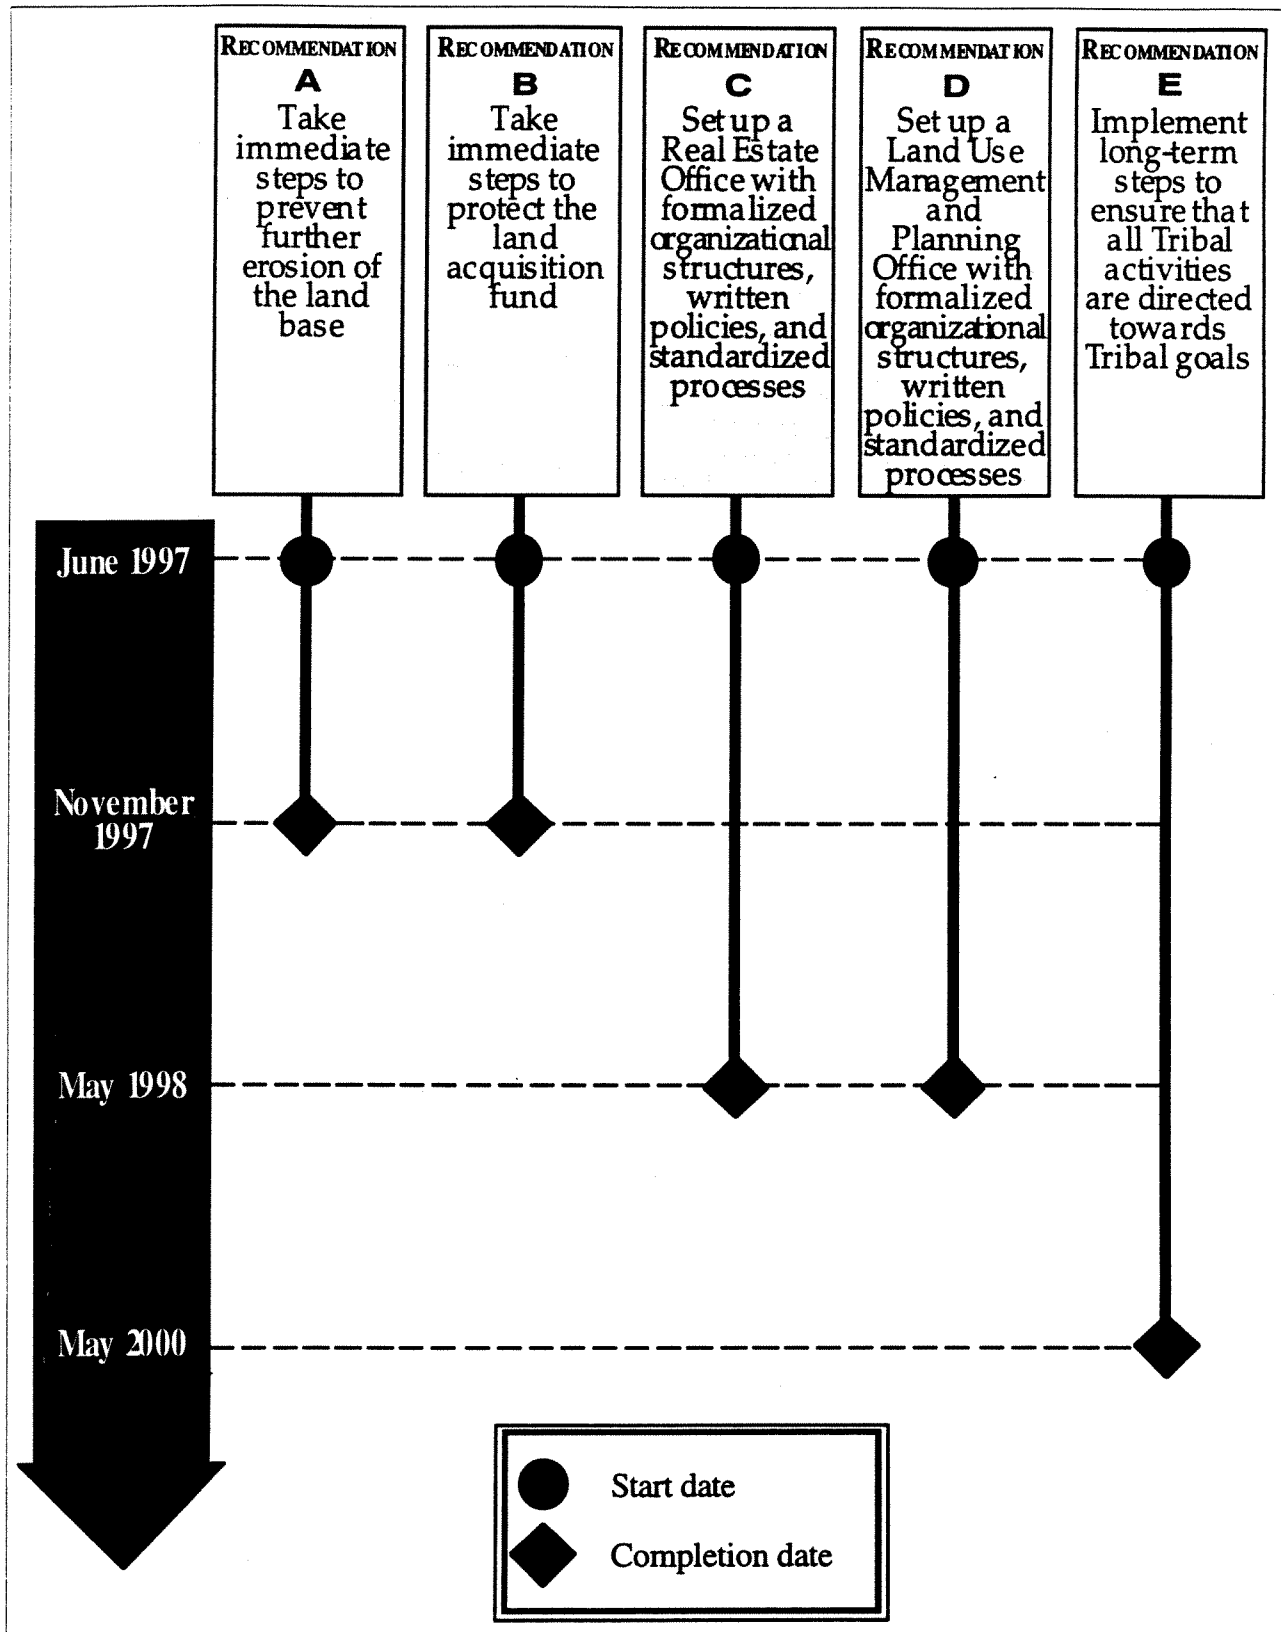 RECOMMENDATION
A
Take
immediate
steps to
prevent
further
erosion of
the land
base
RECOMMENDATION
B
Take
immediate
steps to
protect the
land
acquisition
fund
RECOMMENDATION
C
Set up a
Real Estate
Office with
formalized
organizational
structures,
written
policies, and
standardized
processes
RECOMMENDATION
D
Set up a
Land Use
Management
and
Planning
Office with
formalized
organizational
structures,
written
policies, and
standardized
processes
RECOMMENDATION
E
Implement
long-term
steps to
ensure that
all Tribal
activities
are directed
towards
Tribal goals
June 1997
November
1997
May 1998
May 2000
Start date
Completion date